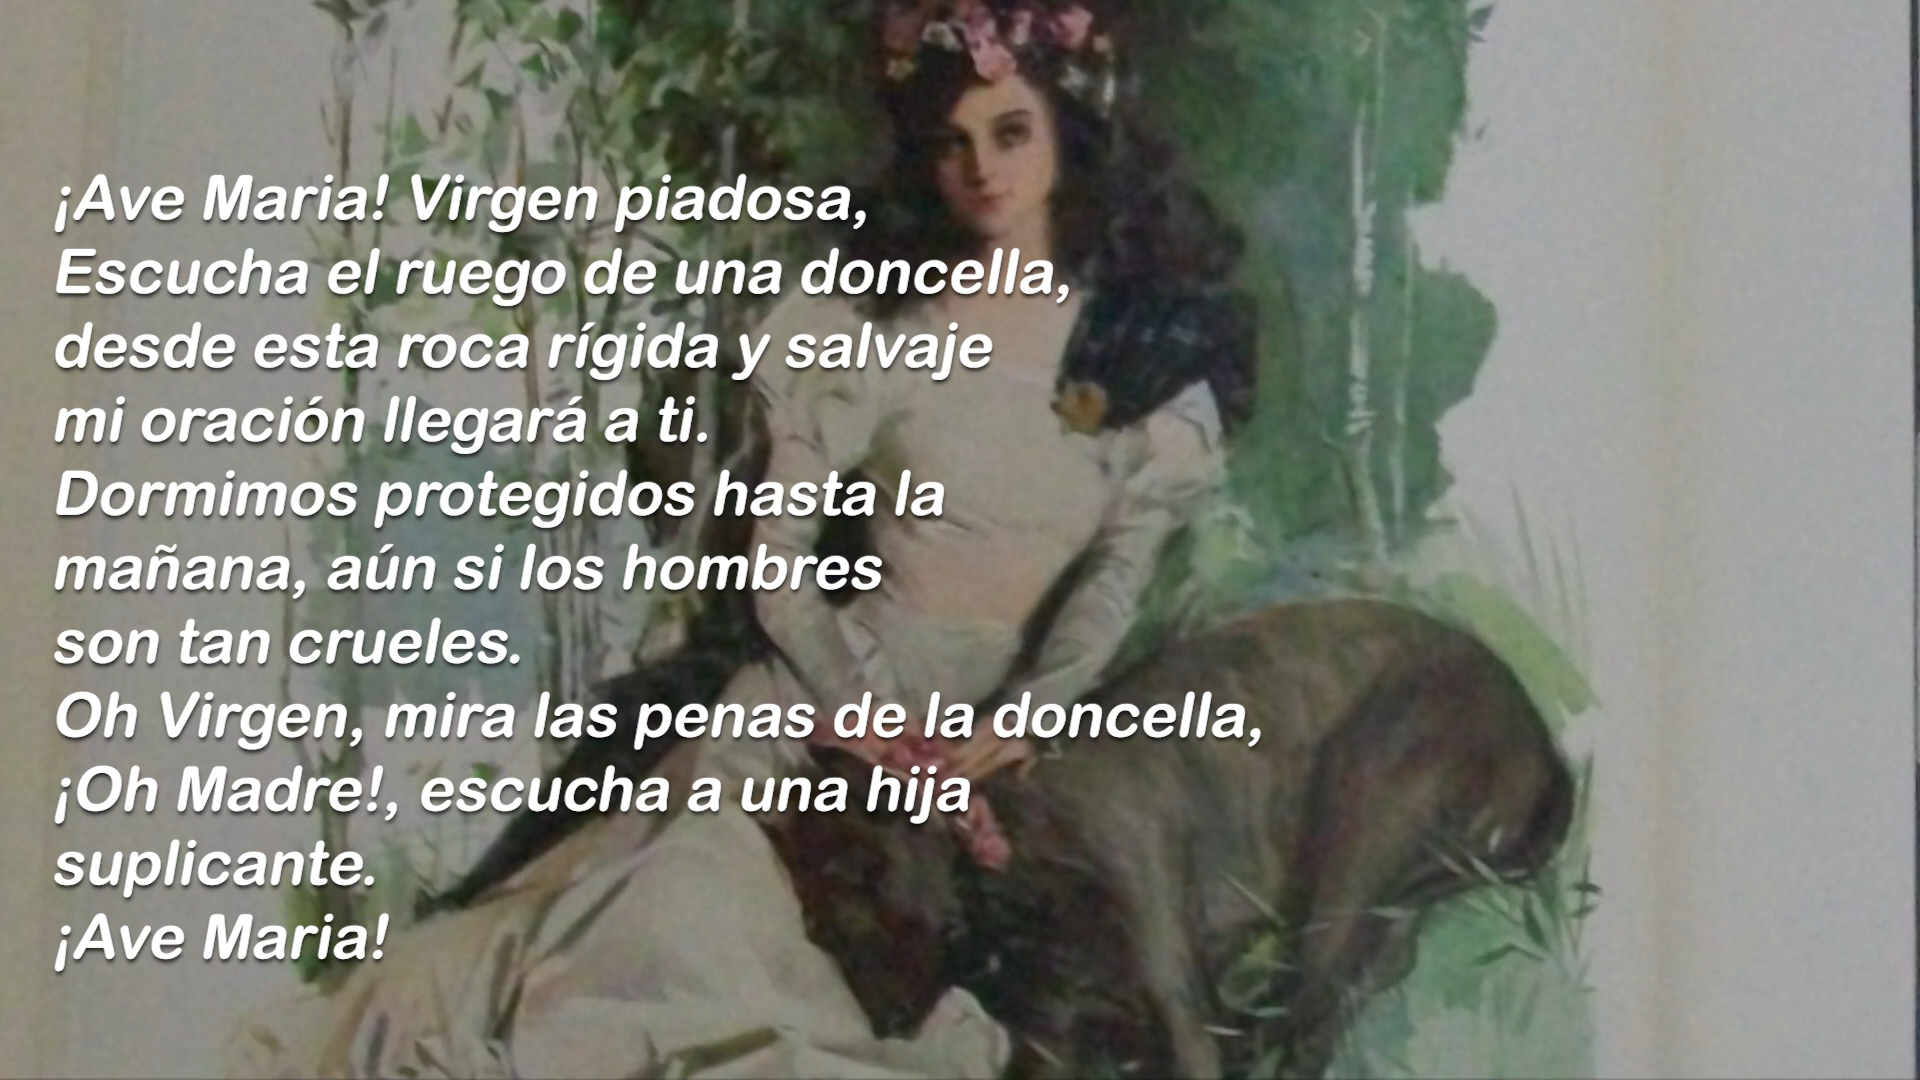 ¡Ave Maria! Virgen piadosa,
Escucha el ruego de una doncella,
desde esta roca rígida y salvaje
mi oración llegará a ti.
Dormimos protegidos hasta la
mañana, aún si los hombres
son tan crueles.
Oh Virgen, mira las penas de la doncella,
¡Oh Madre!, escucha a una hija
suplicante.
¡Ave Maria!